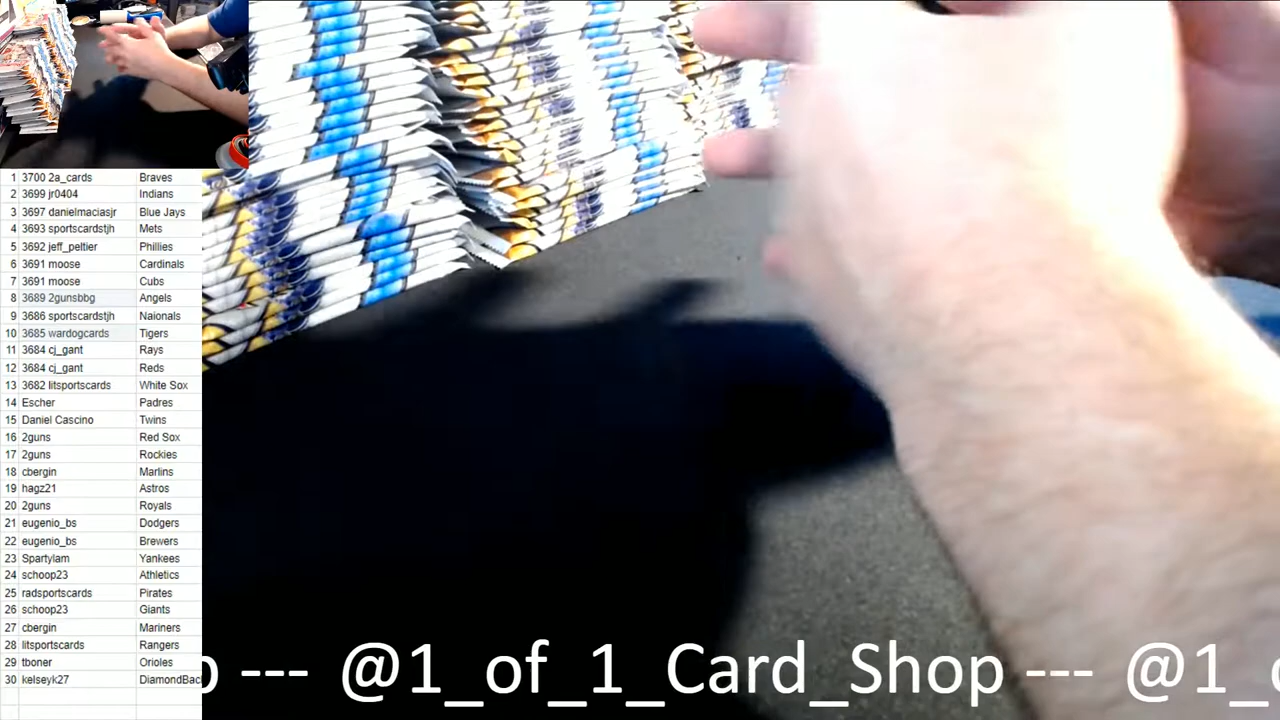 1 3700 2a_cards Braves
2 3699 jr0404 Indians
3 3697 danielmaciasjr Blue Jays
4 3693 sportscardstjh Mets
5 3692 jeff_peltier Phillies
6 3691 moose Cardinals
7 3691 moose Cubs
8 3689 2gunsbbg Angels
9 3686 sportscardstjh Naionals
10 3685 wardogcards Tigers
11 3684 cj_gant Rays
12 3684 cj_gant Reds
13 3682 litsportscards White Sox
14 Escher Padres
15 Daniel Cascino Twins
16 2guns Red Sox
17 2guns Rockies
18 cbergin Marlins
19 hagz21 Astros
20 2guns Royals
21 eugenio_bs Dodgers
22 eugenio_bs Brewers
23 Spartylam Yankees
24 schoop23 Athletics
25 radsportscards Pirates
26 schoop23 Giants
27 cbergin Mariners
28 litsportscards Rangers
29 tboner Orioles
30 kelseyk27 DiamondBac
p --- @1_of_1_Card_Shop --- @1_o